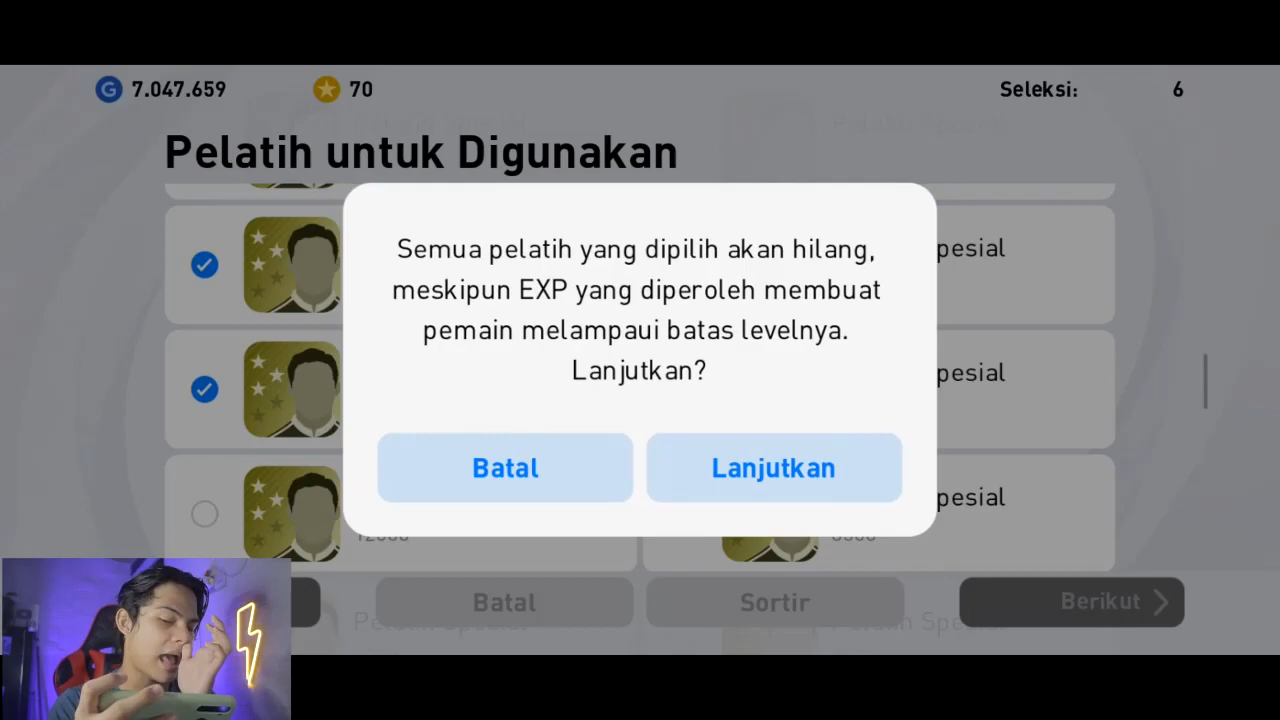 7.047.659
70
Seleksi:
6
Pelatih untuk Digunakan
Semua pelatih yang dipilih akan hilang,
meskipun EXP yang diperoleh membuat
pemain melampaui batas levelnya.
Lanjutkan?
pesial
pesial
pesial
Batal
Lanjutkan
Batal
Sortir
Berikut